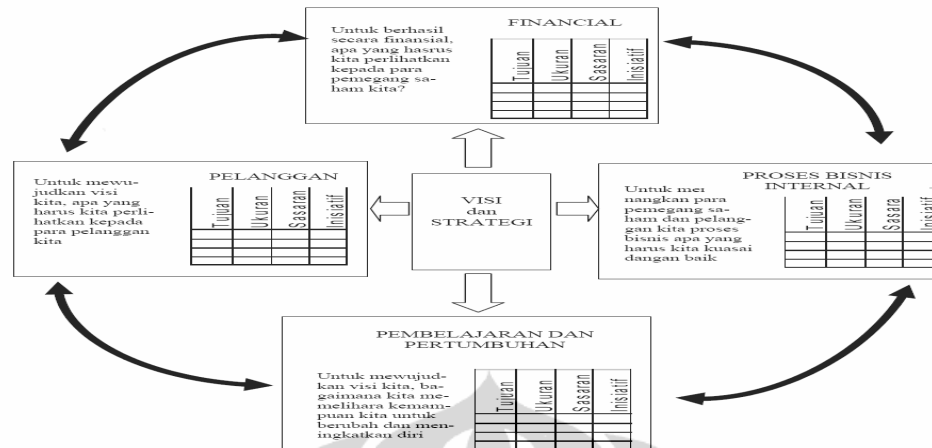 FINANCIAL
Untuk berhasil
secara finansial,
apa yang hasrus
kita perlihatkan
kepada para
pemegang sa-
ham kita?
Tujuan
Ukuran
Sasaran
Inisiatif
PELANGGAN
Untuk mewu-
judkan visi
kita, apa yang
harus kita perli-
hatkan kepada
para pelanggan
kita
Tujuan
Ukuran
Sasaran
Inisiatif
VISI
dan
STRATEGI
PROSES BISNIS
INTERNAL
Untuk mei
nangkan para
pemegang sa-
ham dan pelang-
gan kita proses
bisnis apa yang
harus kita kuasai
dangan baik
Tujuan
Ukuran
Sasara
Inisiatif
PEMBELAJARAN DAN
PERTUMBUHAN
Untuk mewujud-
kan visi kita, ba-
gaimana kita me-
melihara kemam-
puan kita untuk
berubah dan men-
ingkatkan diri
Tujuan
Ukuran
Sasaran
Inisiatif